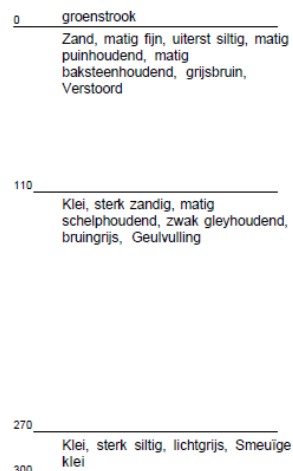 0 groenstrook
Zand, matig fijn, uiterst siltig, matig
puinhoudend, matig
baksteenhoudend, grijsbruin,
Verstoord
110
Klei, sterk zandig, matig
schelphoudend, zwak gleyhoudend,
bruingrijs, Geulvulling
270
Klei, sterk siltig, lichtgrijs, Smeuïge
klei
300